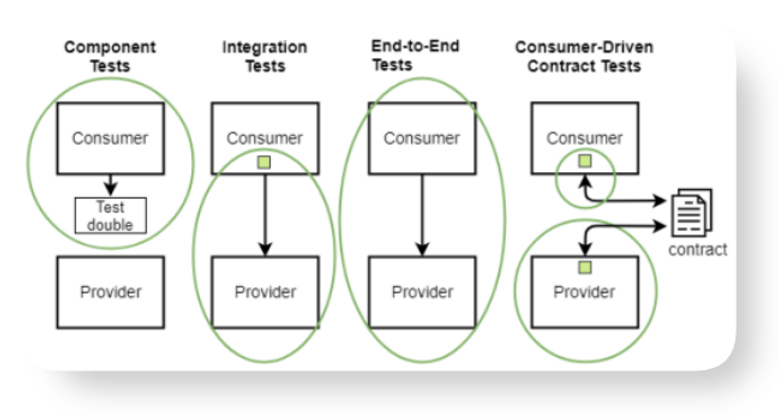 Component
Tests
Integration
Tests
End-to-End
Tests
Consumer-Driven
Contract Tests
Consumer
Consumer
Consumer
Consumer
Test
double
contract
Provider
Provider
Provider
Provider